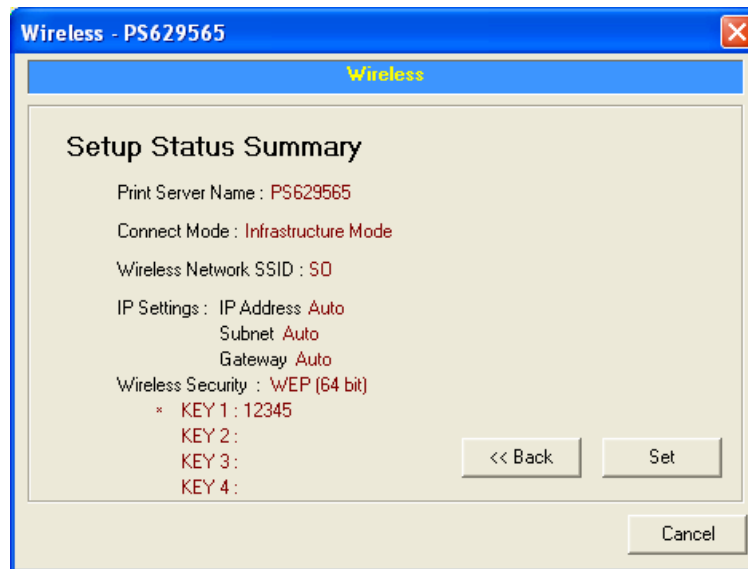 Wireless - PS629565
Wireless
Setup Status Summary
Print Server Name : PS629565
Connect Mode : Infrastructure Mode
Wireless Network SSID : SO
IP Settings : IP Address Auto
Subnet Auto
Gateway Auto
Wireless Security : WEP (64 bit)
* KEY 1 : 12345
KEY 2 :
KEY 3 :
KEY 4 :
<< Back
Set
Cancel